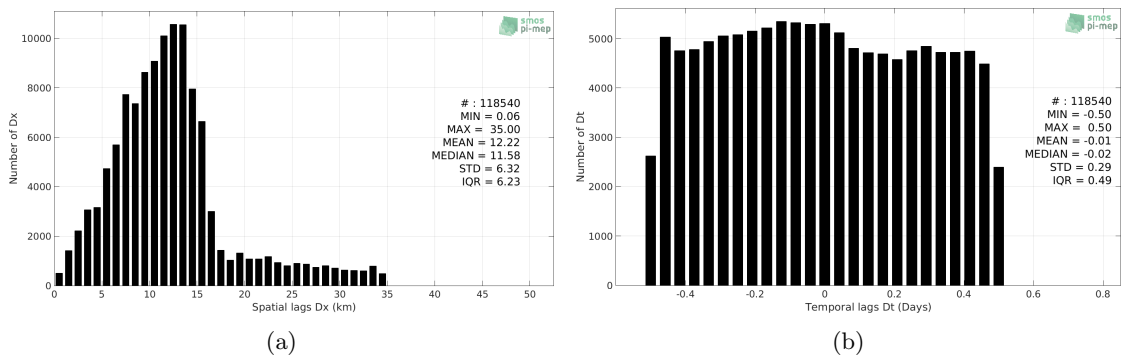 smos
pi-mep
10000
8000
6000
4000
2000
0
Number of Dx
# : 118540
MIN = 0.06
MAX = 35.00
MEAN = 12.22
MEDIAN = 11.58
STD = 6.32
IQR = 6.23
0 5 10 15 20 25 30 35 40 45 50
Spatial lags Dx (km)
(a)
smos
pi-mep
5000
4000
3000
2000
1000
0
Number of Dt
# : 118540
MIN = -0.50
MAX = 0.50
MEAN = -0.01
MEDIAN = -0.02
STD = 0.29
IQR = 0.49
-0.4 -0.2 0 0.2 0.4 0.6 0.8
Temporal lags Dt (Days)
(b)